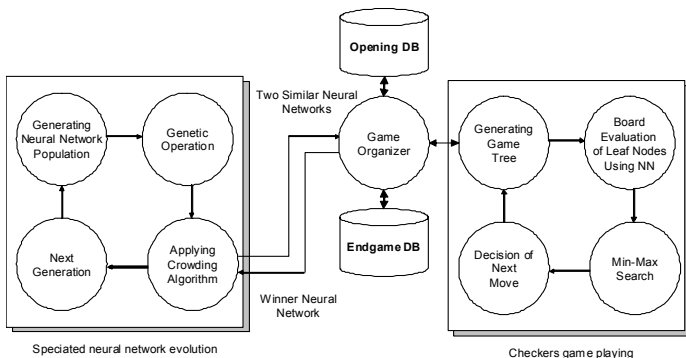 Opening DB
Two Similar Neural
Networks
Generating
Neural Network
Population
Genetic
Operation
Game
Organizer
Generating
Game
Tree
Board
Evaluation
of Leaf Nodes
Using NN
Next
Generation
Applying
Crowding
Algorithm
Endgame DB
Decision of
Next
Move
Min-Max
Search
Winner Neural
Network
Speciated neural network evolution
Checkers game playing